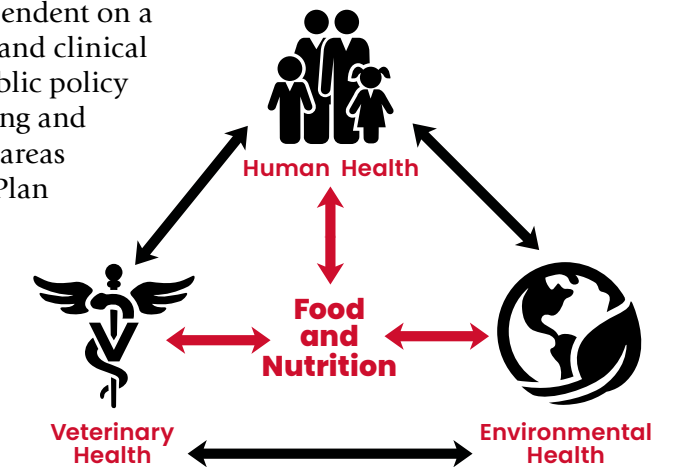 endent on a
and clinical
blic policy
ng and
areas
Plan
Human Health
Food
and
Nutrition
Veterinary
Health
Environmental
Health